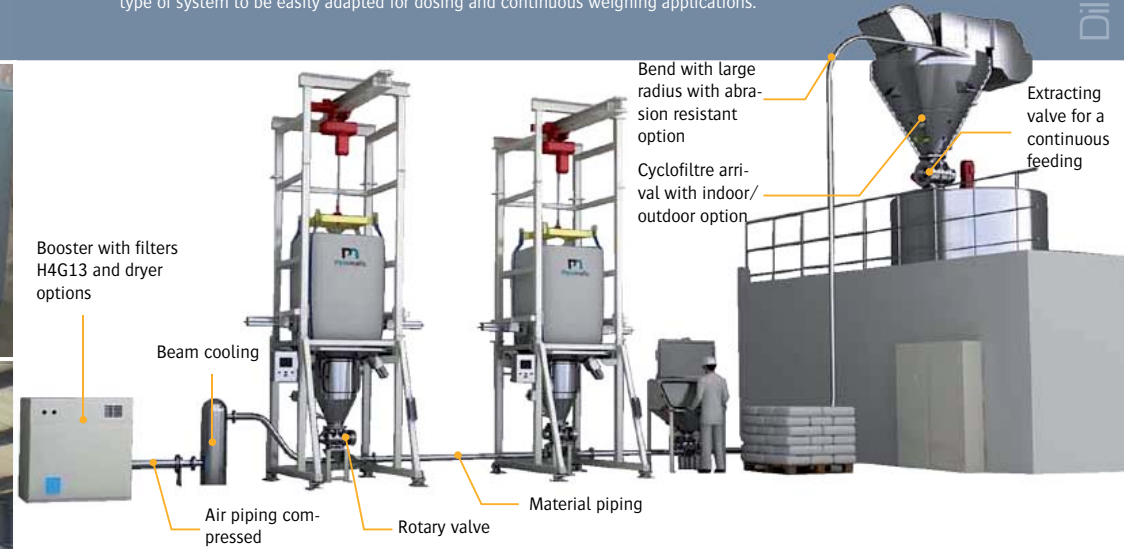 type of system to be easily adapted for dosing and continuous weighing applications.
Dil
Bend with large
radius with abra-
sion resistant
option
Extracting
valve for a
continuous
feeding
Cyclofiltre arri-
val with indoor/
outdoor option
Booster with filters
H4G13 and dryer
options
Beam cooling
Air piping com-
pressed
Rotary valve
Material piping